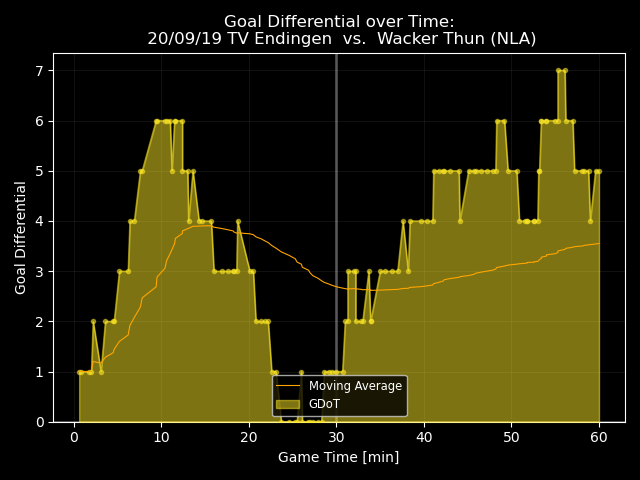 Goal Differential over Time:
20/09/19 TV Endingen vs. Wacker Thun (NLA)
Goal Differential
7
6
5
4
3
2
1
0
Moving Average
GDoT
0 10 20 30 40 50 60
Game Time [min]